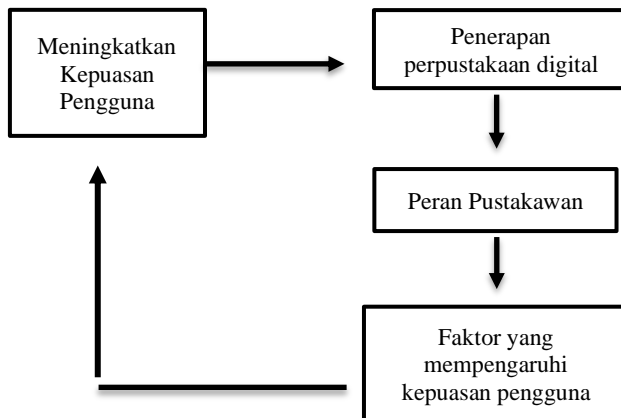 Meningkatkan
Kepuasan
Pengguna
Penerapan
perpustakaan digital
Peran Pustakawan
Faktor yang
mempengaruhi
kepuasan pengguna